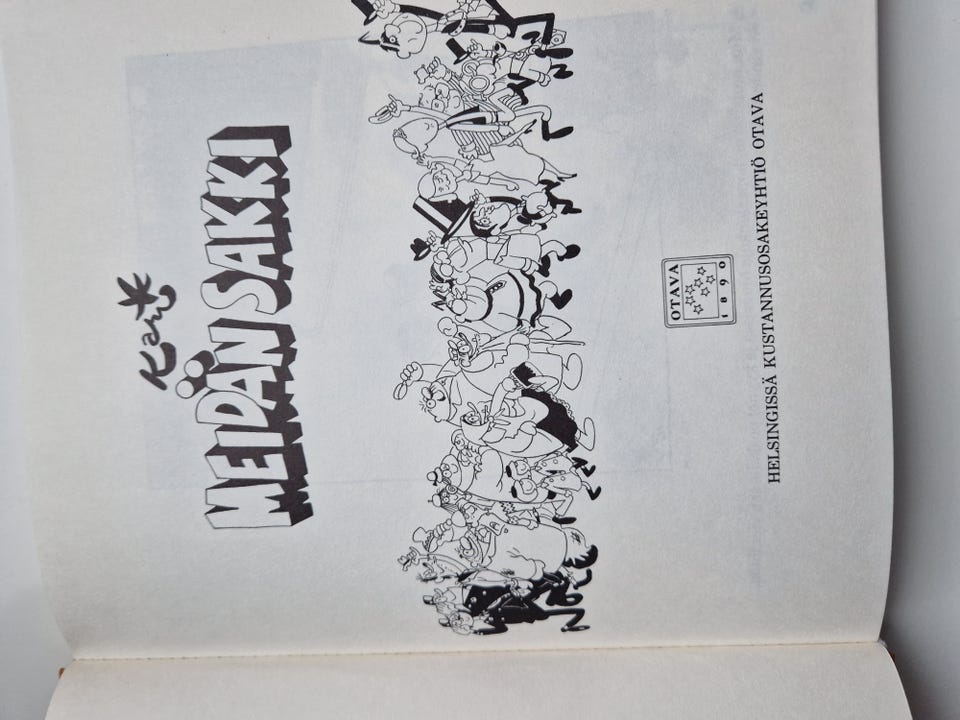 Kari
MEIDÄN SAKKI
OTAVA
1890
HELSINGISSÄ KUSTANNUSOSAKEYHTIÖ OTAVA